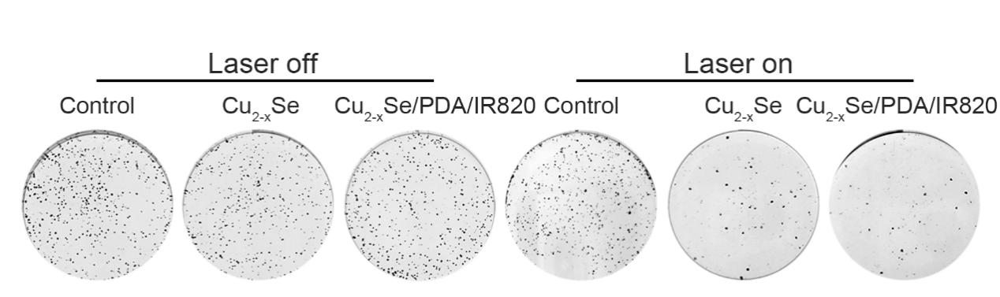 Laser off Laser on
Control Cu2-xSe Cu2-xSe/PDA/IR820 Control Cu2-xSe Cu2-xSe/PDA/IR820